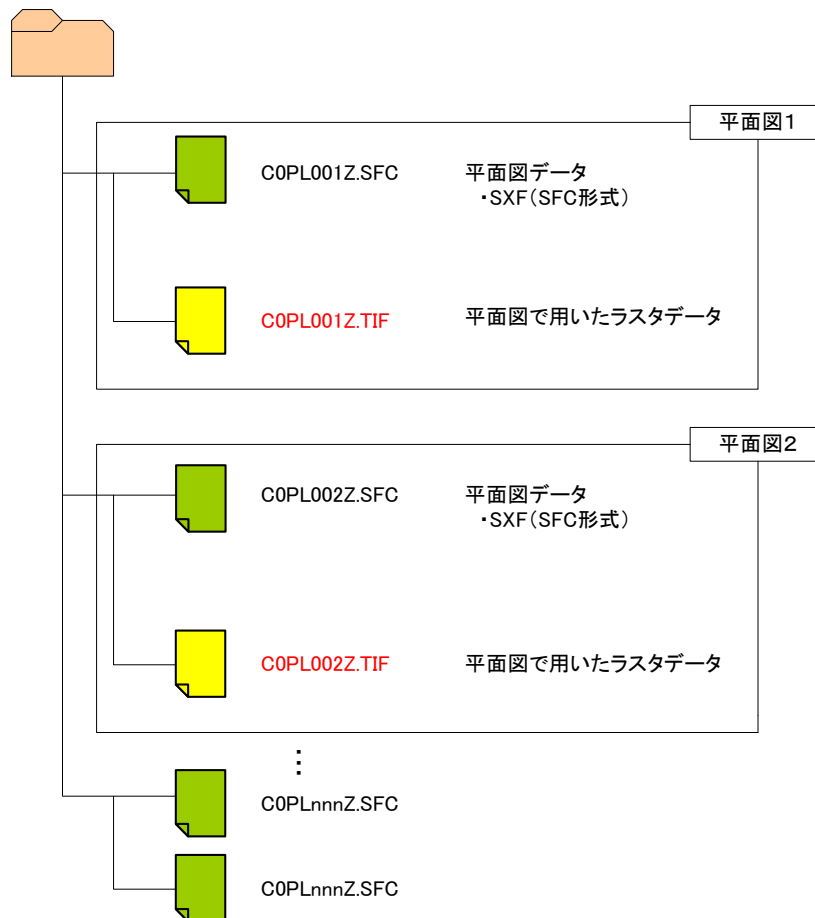 平面図1
C0PL001Z.SFC 平面図データ
・SXF(SFC形式)
C0PL001Z.TIF 平面図で用いたラスタデータ
平面図2
C0PL002Z.SFC 平面図データ
・SXF(SFC形式)
C0PL002Z.TIF 平面図で用いたラスタデータ
⋮
C0PLnnnZ.SFC
C0PLnnnZ.SFC